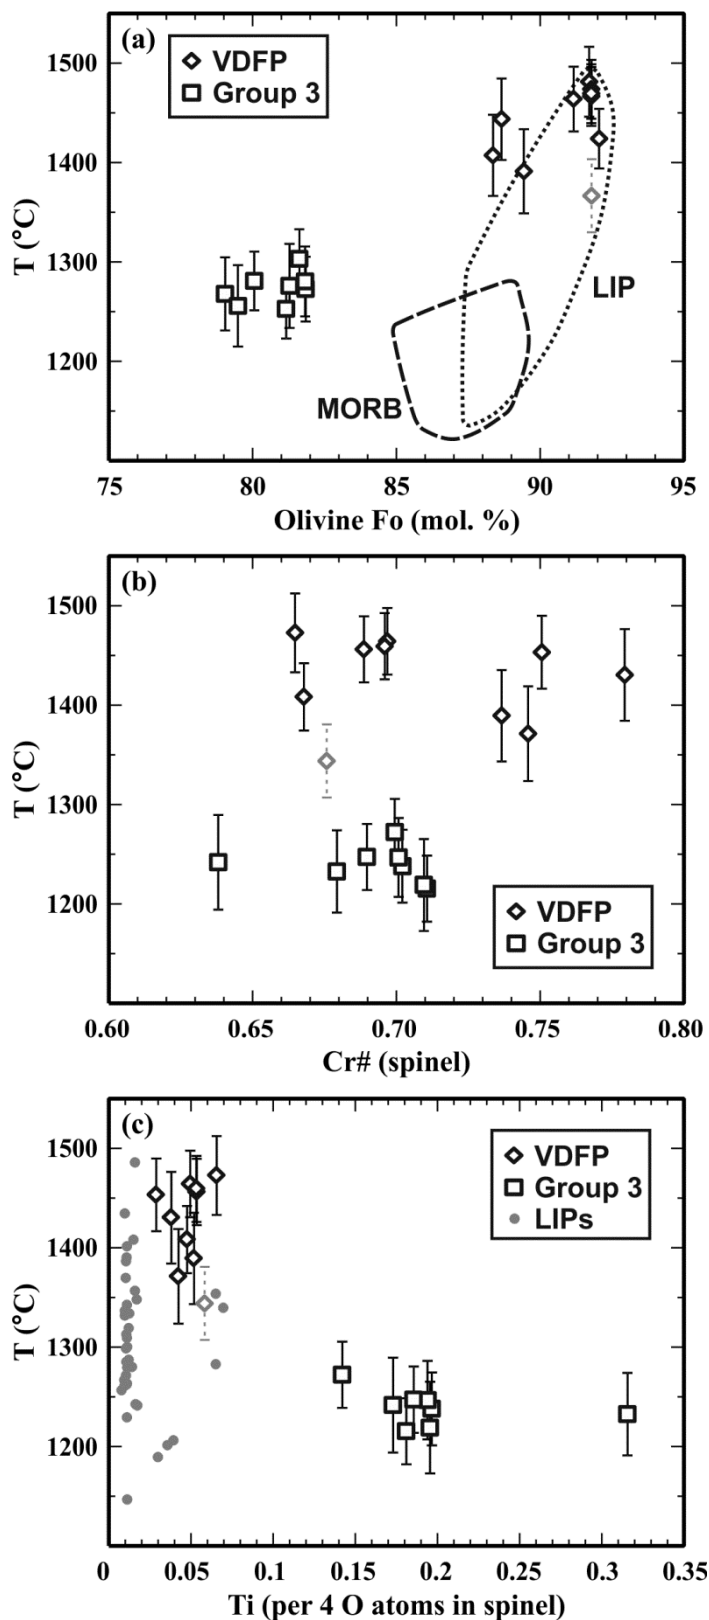 (a)
VDFP
Group 3
1500
1400
1300
1200
T (°C)
LIP
MORB
75 80 85 90 95
Olivine Fo (mol. %)
(b)
1500
1400
1300
1200
T (°C)
VDFP
Group 3
0.60 0.65 0.70 0.75 0.80
Cr# (spinel)
(c)
VDFP
Group 3
LIPs
1500
1400
1300
1200
T (°C)
0 0.05 0.1 0.15 0.2 0.25 0.3 0.35
Ti (per 4 O atoms in spinel)